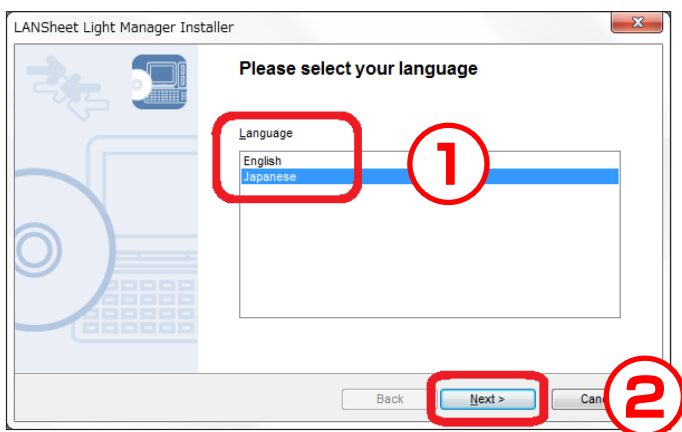 LANSheet Light Manager Installer
Please select your language
Language
English
Japanese
1
Back
Next >
2